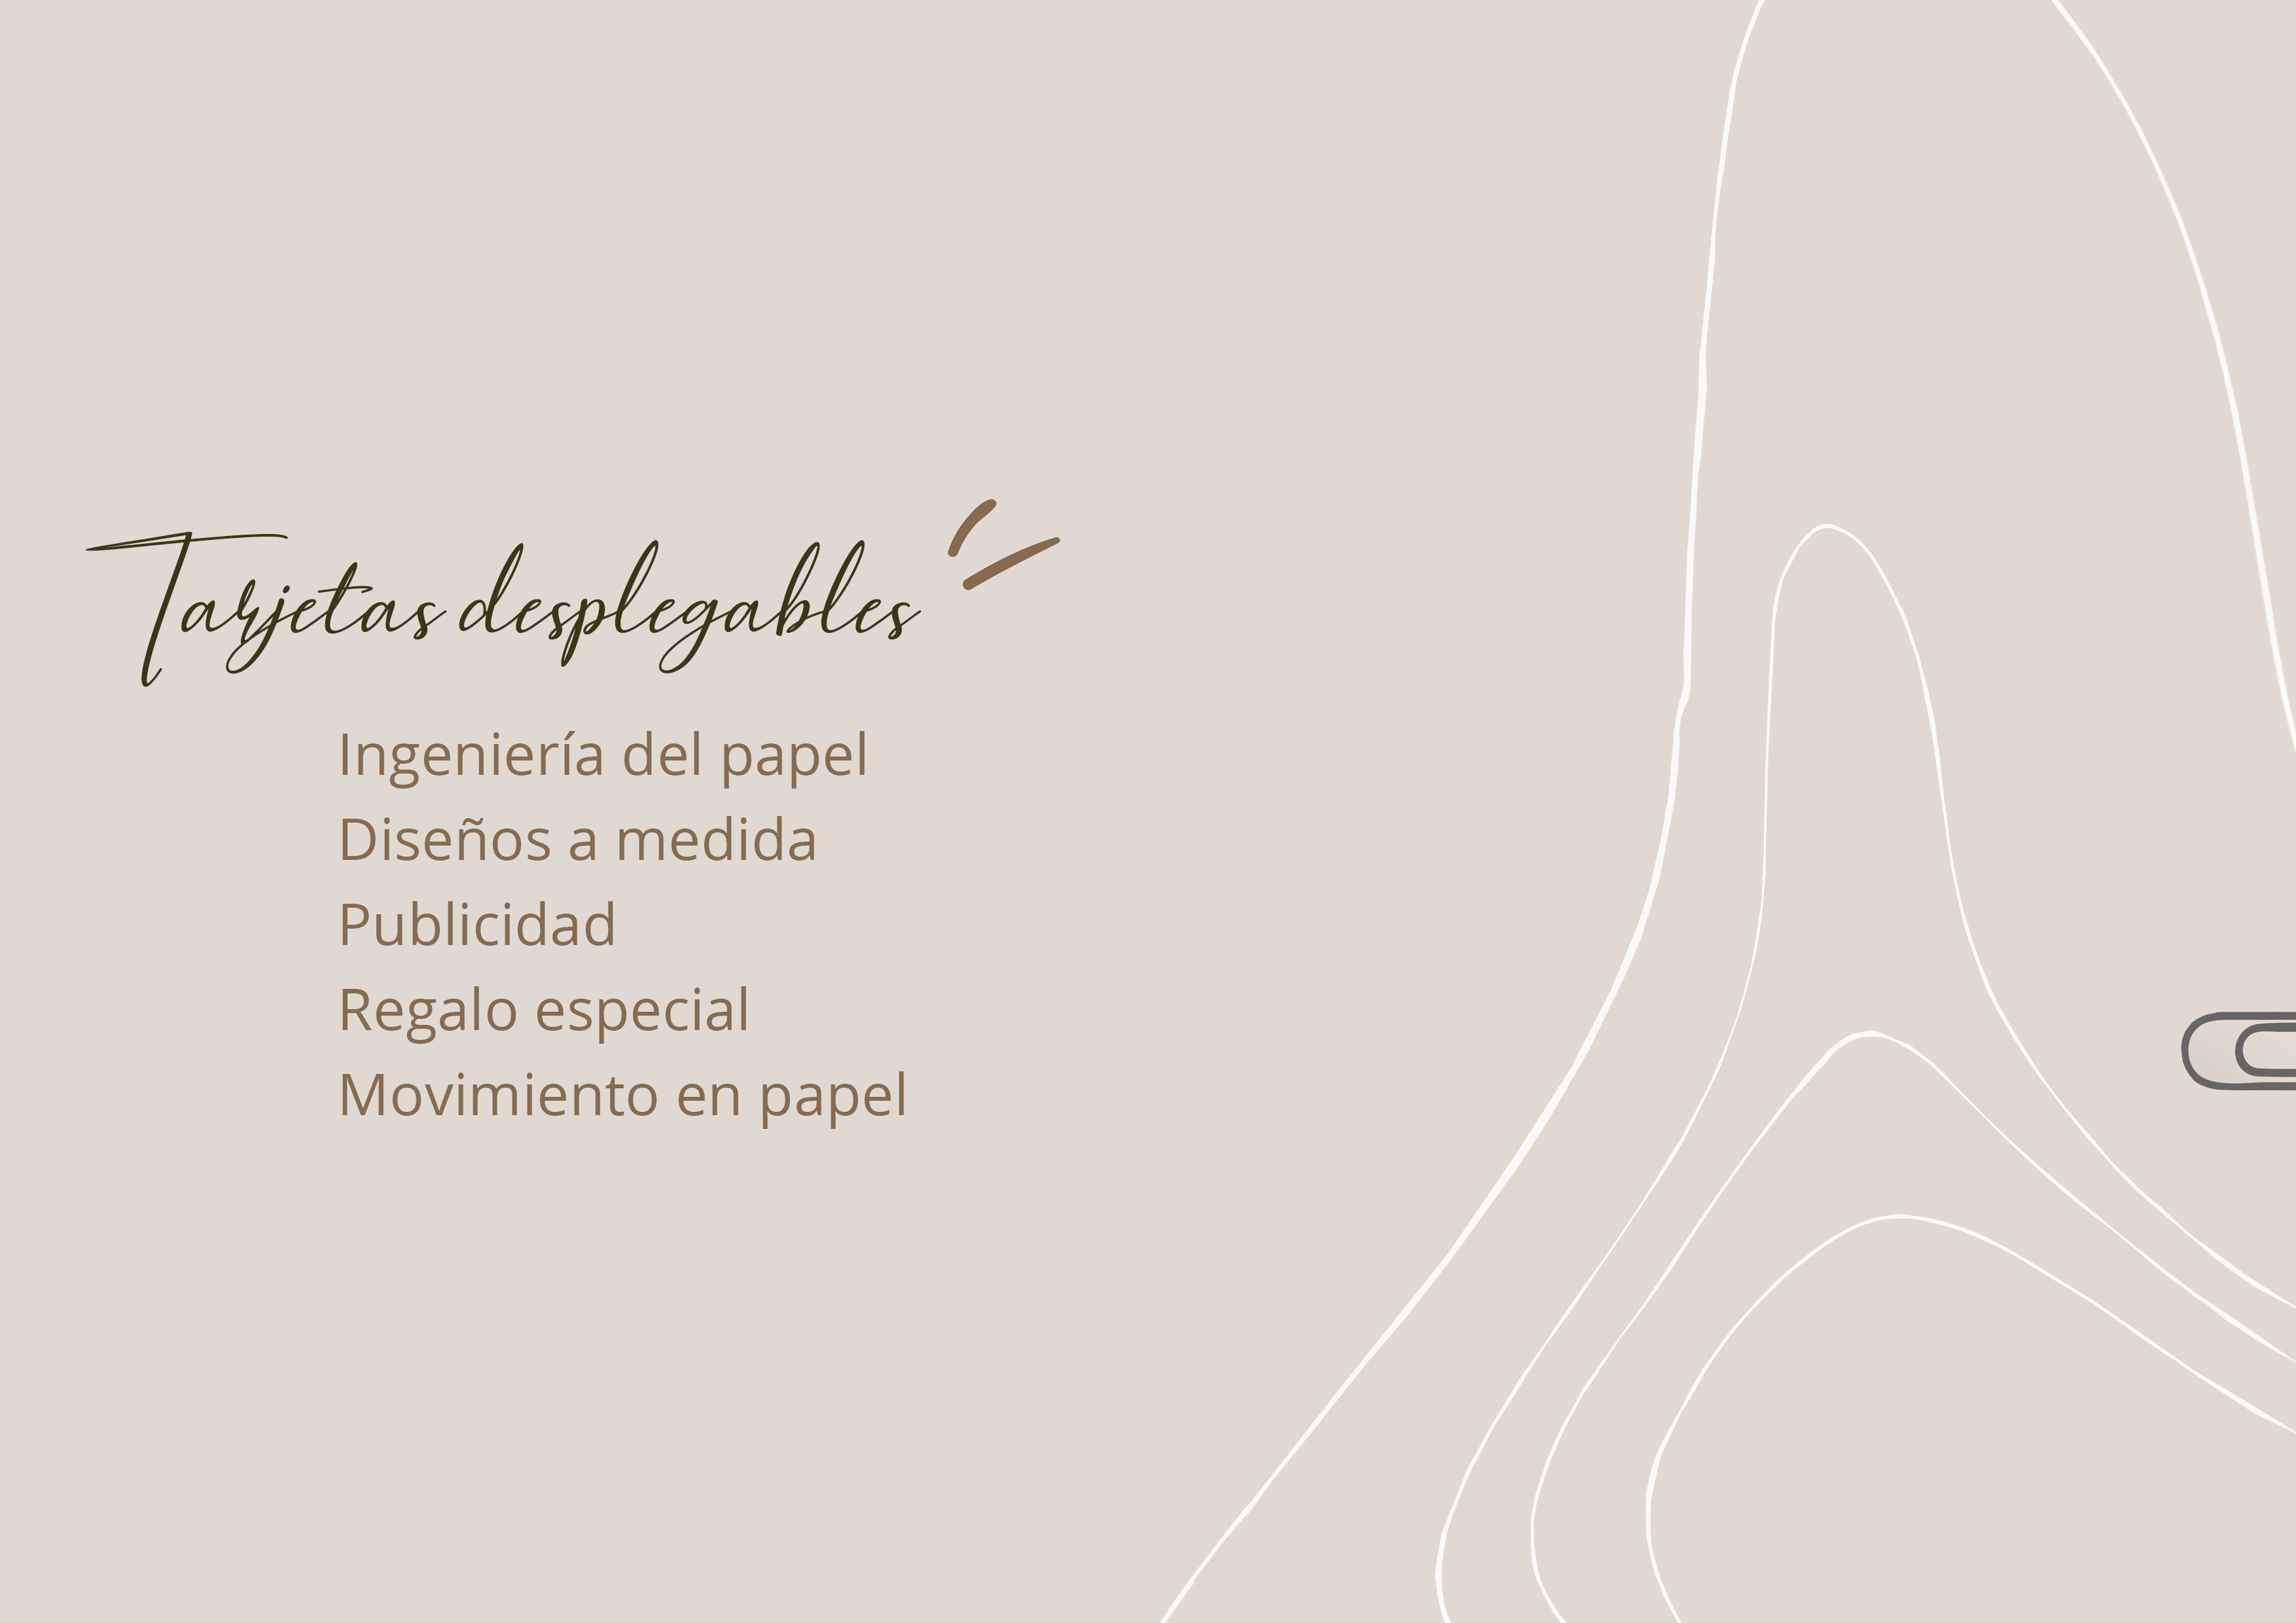 Tarjetas desplegables
Ingeniería del papel
Diseños a medida
Publicidad
Regalo especial
Movimiento en papel